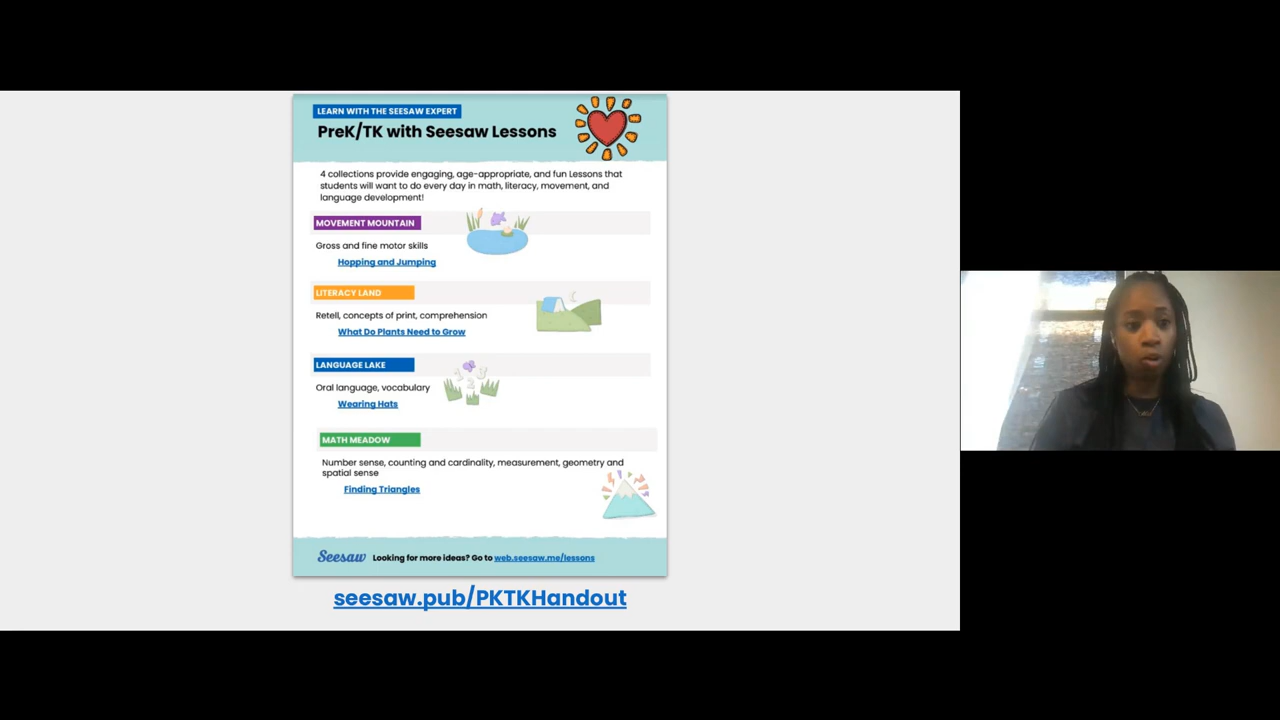 LEARN WITH THE SEESAW EXPERT
PreK/TK with Seesaw Lessons
4 collections provide engaging, age-appropriate, and fun Lessons that
students will want to do every day in math, literacy, movement, and
language development!
MOVEMENT MOUNTAIN
Gross and fine motor skills
Hopping and Jumping
LITERACY LAND
Retell, concepts of print, comprehension
What Do Plants Need to Grow
LANGUAGE LAKE
Oral language, vocabulary
Wearing Hats
1 2 3
MATH MEADOW
Number sense, counting and cardinality, measurement, geometry and
spatial sense
Finding Triangles
Seesaw Looking for more ideas? Go to web.seesaw.me/lessons
seesaw.pub/PKTKHandout